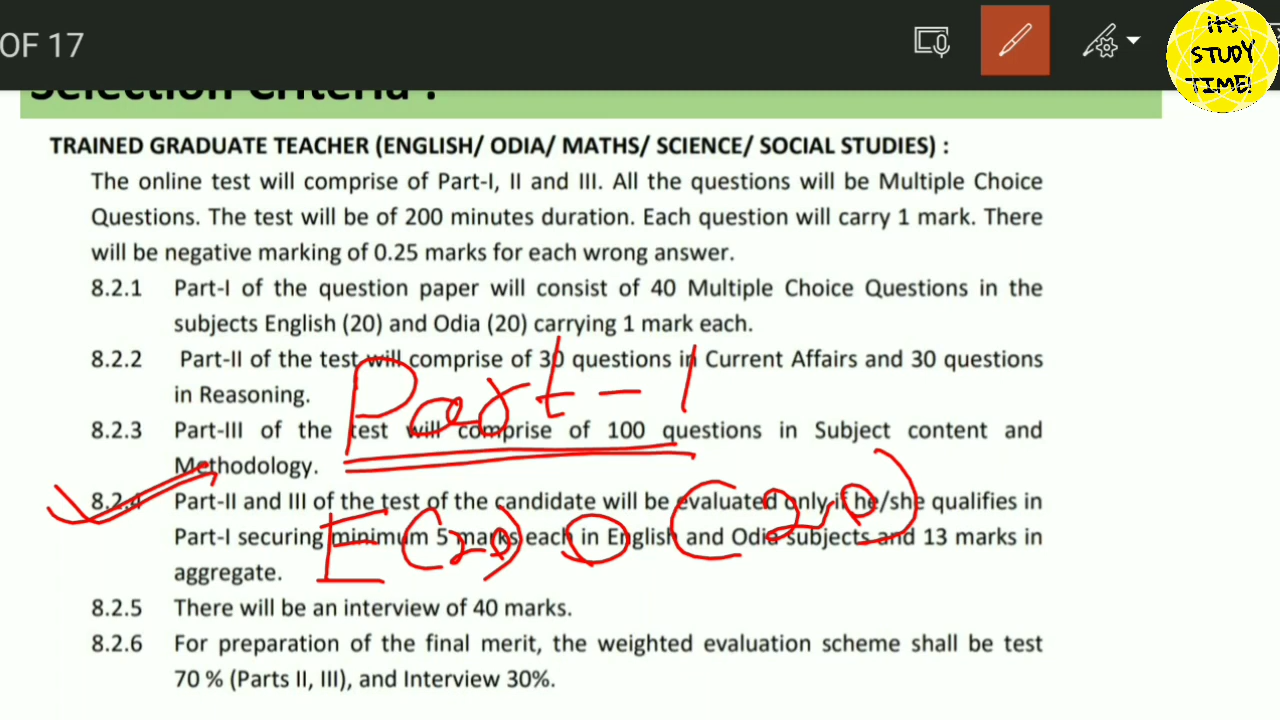 OF 17
IT'S
STUDY
TIME!
Selection Criteria :
TRAINED GRADUATE TEACHER (ENGLISH/ ODIA/ MATHS/ SCIENCE/ SOCIAL STUDIES) :
The online test will comprise of Part-I, II and III. All the questions will be Multiple Choice
Questions. The test will be of 200 minutes duration. Each question will carry 1 mark. There
will be negative marking of 0.25 marks for each wrong answer.
8.2.1 Part-I of the question paper will consist of 40 Multiple Choice Questions in the
subjects English (20) and Odia (20) carrying 1 mark each.
8.2.2 Part-II of the test will comprise of 30 questions in Current Affairs and 30 questions
in Reasoning.
Part-1
8.2.3 Part-III of the test will comprise of 100 questions in Subject content and
Methodology.
8.2.4 Part-II and III of the test of the candidate will be evaluated only if he/she qualifies in
E(20) O(20)
Part-I securing minimum 5 marks each in English and Odia subjects and 13 marks in
aggregate.
8.2.5 There will be an interview of 40 marks.
8.2.6 For preparation of the final merit, the weighted evaluation scheme shall be test
70 % (Parts II, III), and Interview 30%.